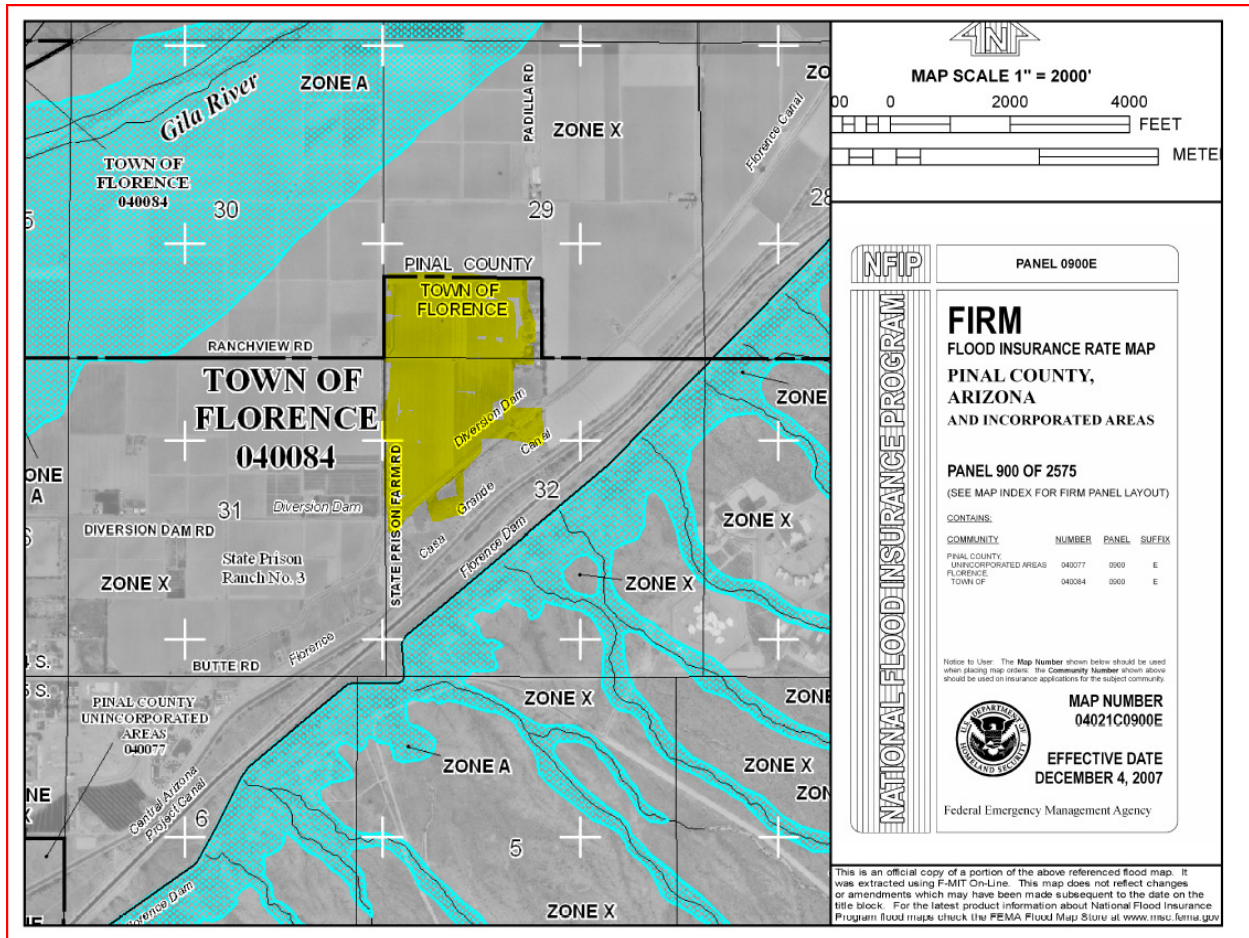 ZONE A
Gila River
TOWN OF
FLORENCE
040084
30
PADILLA RD
ZONE X
29
Florence Canal
ZO
28
PINAL COUNTY
TOWN OF
FLORENCE
RANCHVIEW RD
TOWN OF
FLORENCE
040084
ZONE
A
31
Diversion Dam
DIVERSION DAM RD
State Prison
Ranch No. 3
ZONE X
STATE PRISON FARM RD
Diversion Dam
Casa Grande Canal
Florence Dam
32
ZONE
ZONE X
ZONE X
BUTTE RD
Florence
S.
5 S.
PINAL COUNTY
UNINCORPORATED
AREAS
040077
Central Arizona
Project Canal
6
ZONE X
ZONE A
ZONE X
5
ZONE X
MAP SCALE 1" = 2000'
00 0 2000 4000
FEET
METE
NFIP
NATIONAL FLOOD INSURANCE PROGRAM
PANEL 0900E
FIRM
FLOOD INSURANCE RATE MAP
PINAL COUNTY,
ARIZONA
AND INCORPORATED AREAS
PANEL 900 OF 2575
(SEE MAP INDEX FOR FIRM PANEL LAYOUT)
CONTAINS:
COMMUNITY NUMBER PANEL SUFFIX
PINAL COUNTY,
UNINCORPORATED AREAS 040077 0900 E
FLORENCE,
TOWN OF 040084 0900 E
Notice to User: The Map Number shown below should be used
when placing map orders: the Community Number shown above
should be used on insurance applications for the subject community.
U.S. DEPARTMENT OF
HOMELAND SECURITY
MAP NUMBER
04021C0900E
EFFECTIVE DATE
DECEMBER 4, 2007
Federal Emergency Management Agency
This is an official copy of a portion of the above referenced flood map. It
was extracted using F-MIT On-Line. This map does not reflect changes
or amendments which may have been made subsequent to the date on the
title block. For the latest product information about National Flood Insurance
Program flood maps check the FEMA Flood Map Store at www.msc.fema.gov